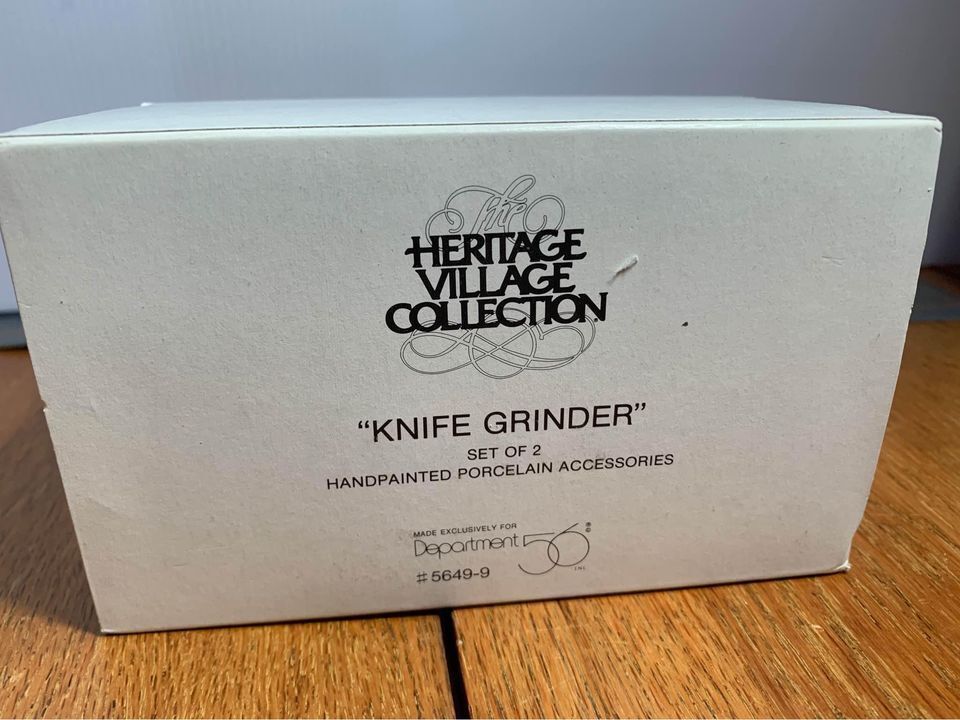 The
HERITAGE
VILLAGE
COLLECTION
"KNIFE GRINDER"
SET OF 2
HANDPAINTED PORCELAIN ACCESSORIES
MADE EXCLUSIVELY FOR
Department 56 ® ©
INC.
#5649-9